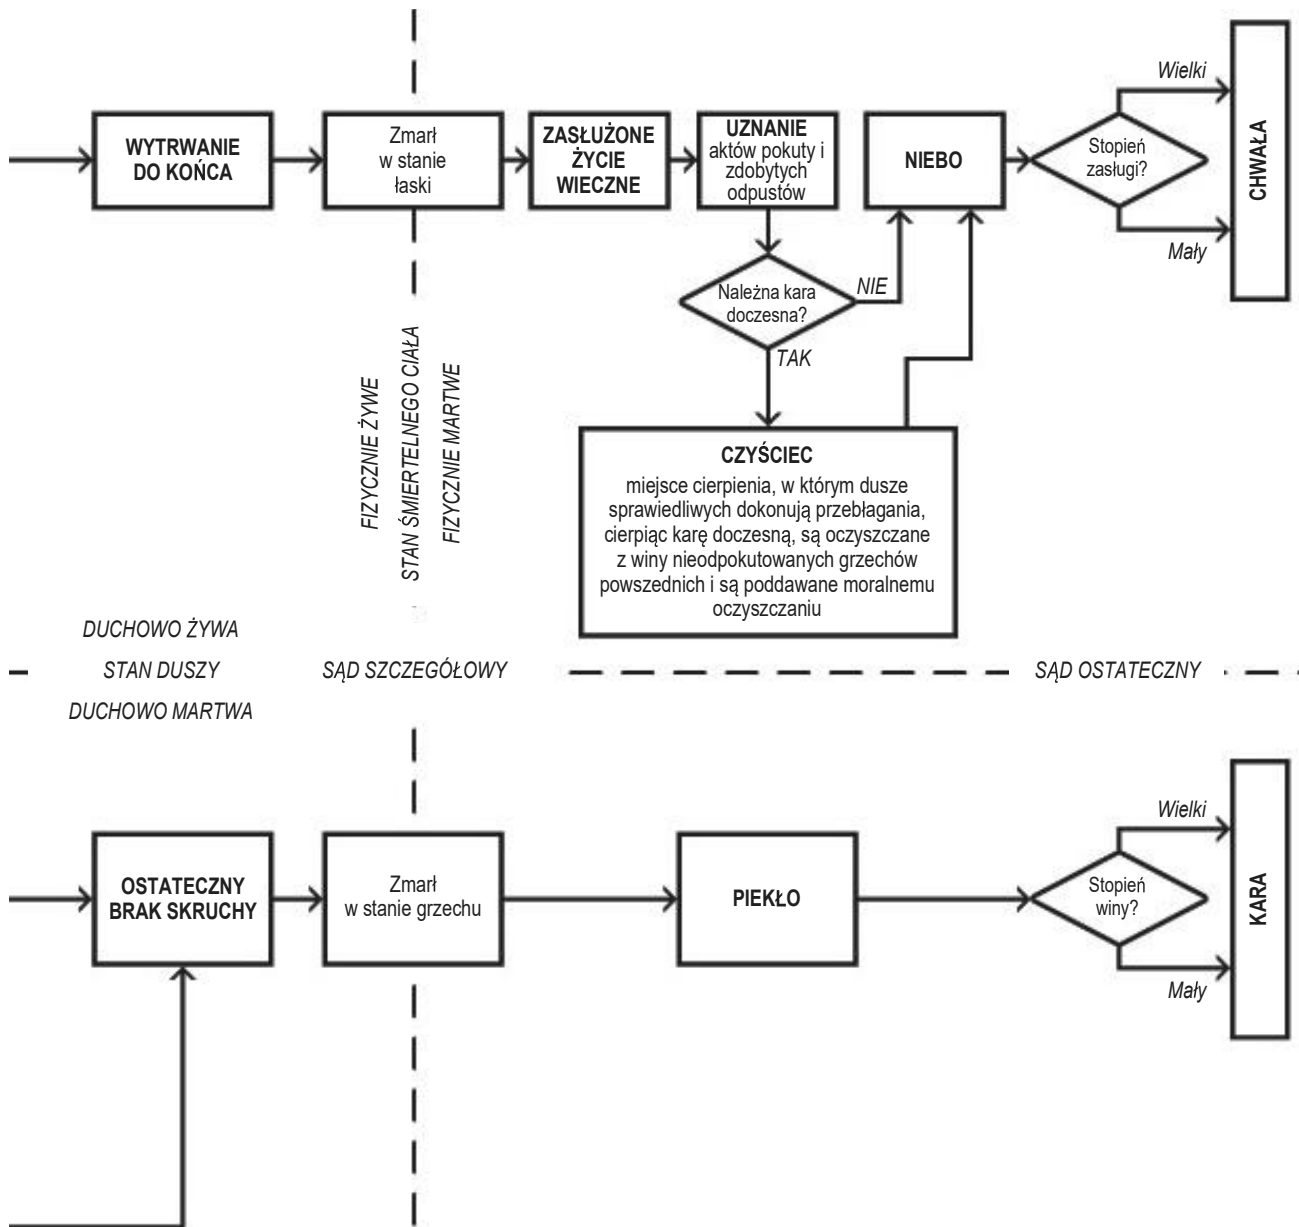 WYTRWANIE
DO KOŃCA
Zmarł
w stanie
łaski
ZASŁUŻONE
ŻYCIE
WIECZNE
UZNANIE
aktów pokuty i
zdobytych
odpustów
NIEBO
Stopień
zasługi?
Wielki
Mały
CHWAŁA
Należna kara
doczesna?
NIE
TAK
CZYŚCIEC
miejsce cierpienia, w którym dusze
sprawiedliwych dokonują przebłagania,
cierpiąc karę doczesną, są oczyszczane
z winy nieodpokutowanych grzechów
powszednich i są poddawane moralnemu
oczyszczaniu
FIZYCZNIE ŻYWE
STAN ŚMIERTELNEGO CIAŁA
FIZYCZNIE MARTWE
DUCHOWO ŻYWA
STAN DUSZY
DUCHOWO MARTWA
SĄD SZCZEGÓŁOWY
SĄD OSTATECZNY
OSTATECZNY
BRAK SKRUCHY
Zmarł
w stanie grzechu
PIEKŁO
Stopień
winy?
Wielki
Mały
KARA